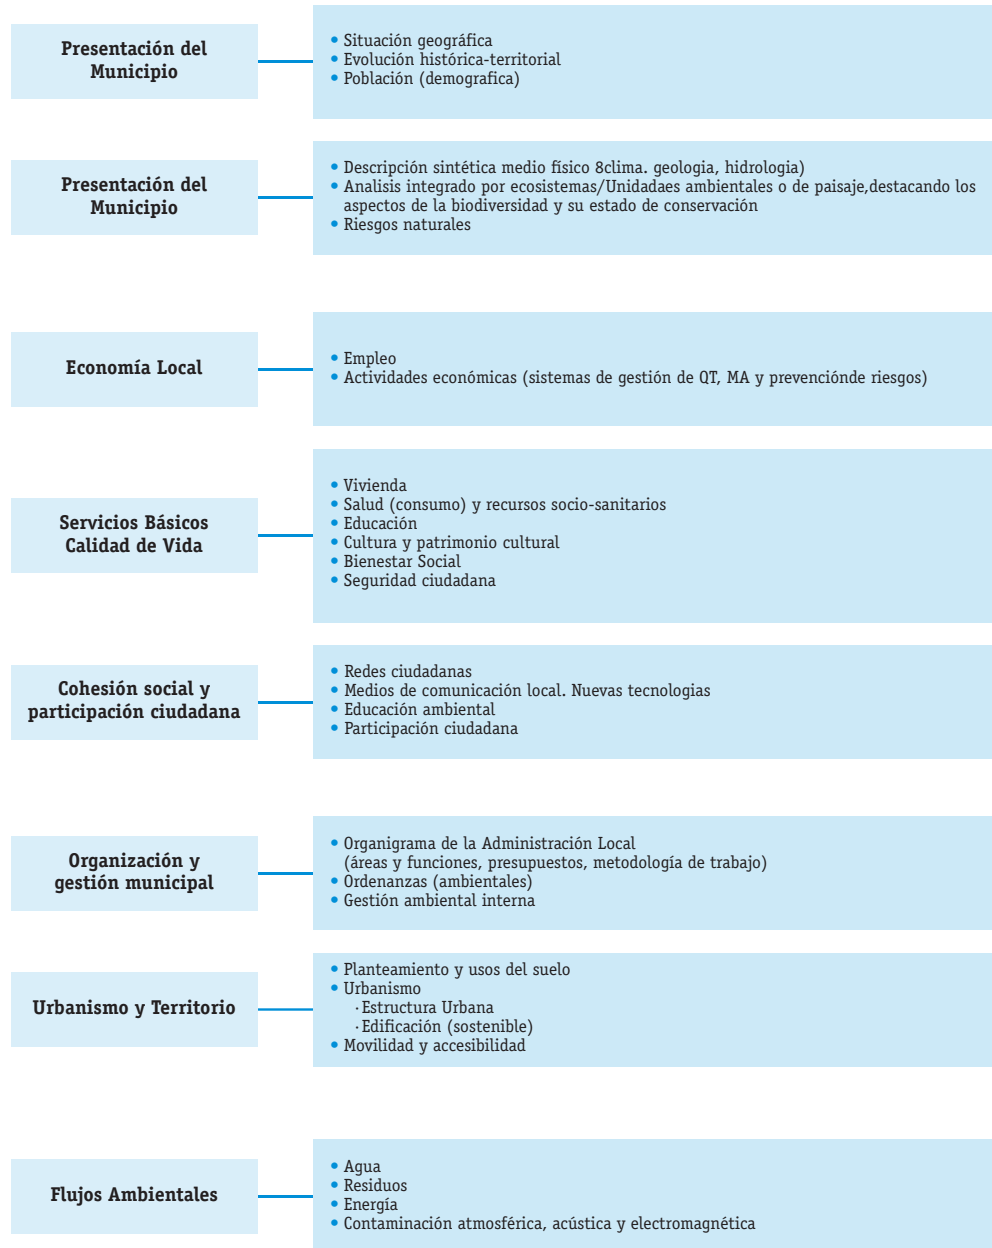 Presentación del
Municipio
• Situación geográfica
• Evolución histórica-territorial
• Población (demografica)
Presentación del
Municipio
• Descripción sintética medio físico 8clima. geologia, hidrologia)
• Analisis integrado por ecosistemas/Unidadaes ambientales o de paisaje,destacando los
aspectos de la biodiversidad y su estado de conservación
• Riesgos naturales
Economía Local
• Empleo
• Actividades económicas (sistemas de gestión de QT, MA y prevenciónde riesgos)
Servicios Básicos
Calidad de Vida
• Vivienda
• Salud (consumo) y recursos socio-sanitarios
• Educación
• Cultura y patrimonio cultural
• Bienestar Social
• Seguridad ciudadana
Cohesión social y
participación ciudadana
• Redes ciudadanas
• Medios de comunicación local. Nuevas tecnologias
• Educación ambiental
• Participación ciudadana
Organización y
gestión municipal
• Organigrama de la Administración Local
(áreas y funciones, presupuestos, metodología de trabajo)
• Ordenanzas (ambientales)
• Gestión ambiental interna
Urbanismo y Territorio
• Planteamiento y usos del suelo
• Urbanismo
· Estructura Urbana
· Edificación (sostenible)
• Movilidad y accesibilidad
Flujos Ambientales
• Agua
• Residuos
• Energía
• Contaminación atmosférica, acústica y electromagnética